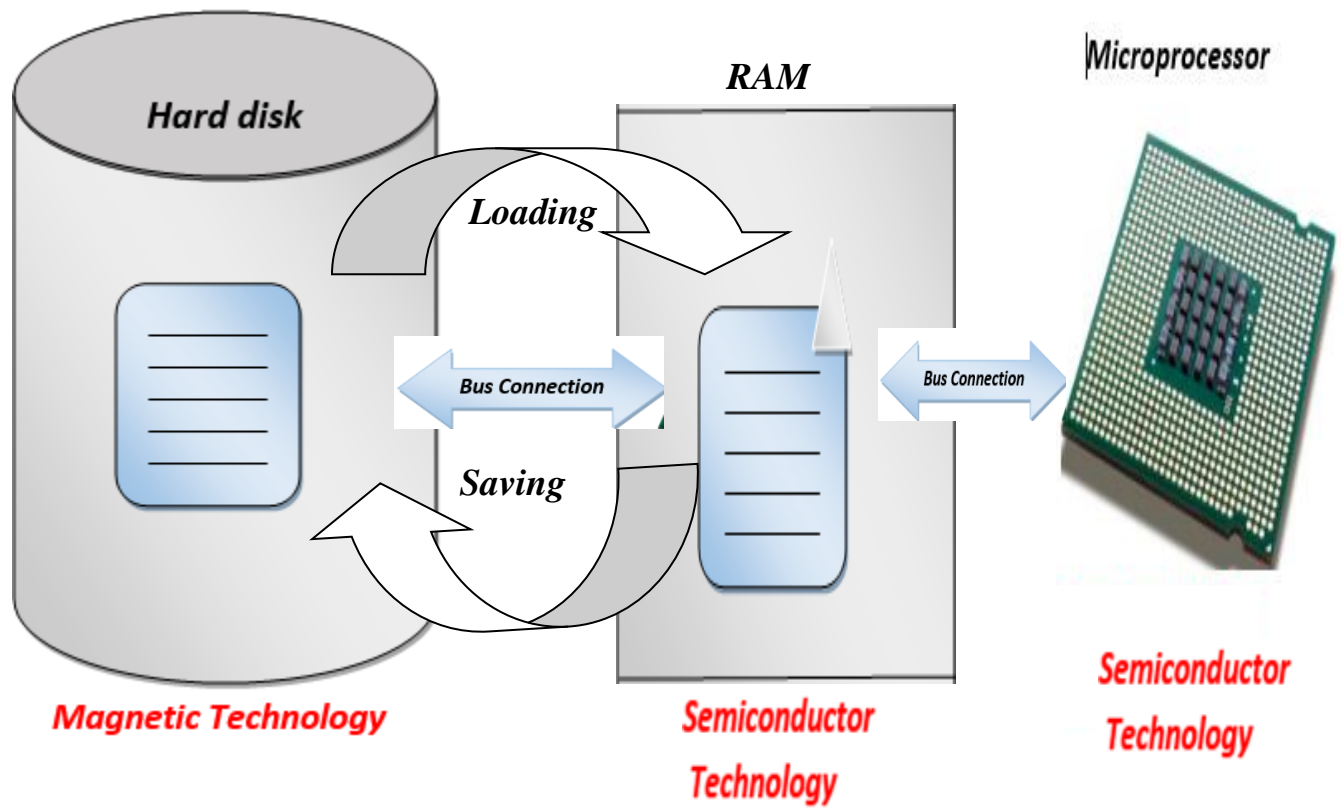 Microprocessor
RAM
Hard disk
Loading
Bus Connection
Bus Connection
Saving
Magnetic Technology
Semiconductor
Technology
Semiconductor
Technology